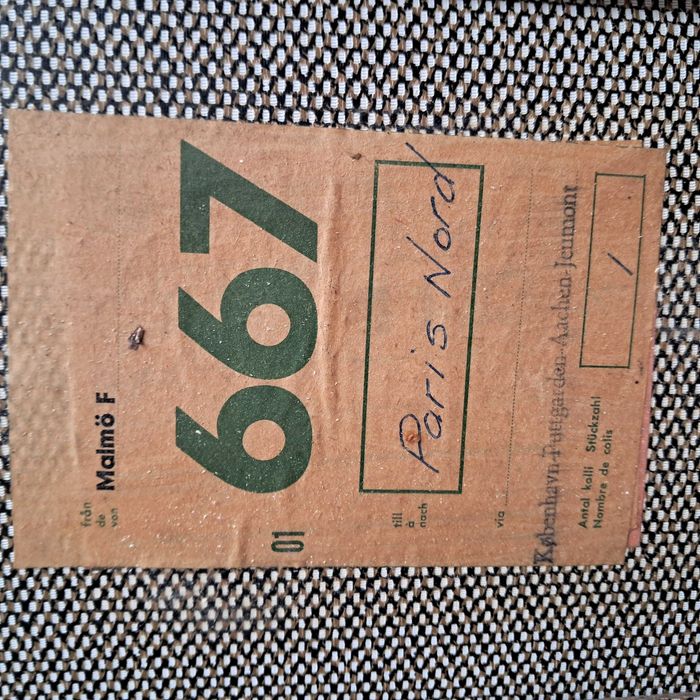 från
de
von
Malmö F
01
667
till
à
nach
Paris Nord
via
København-Puttgarden-Aachen-Jeumont
Antal kolli Stückzahl
Nombre de colis
1